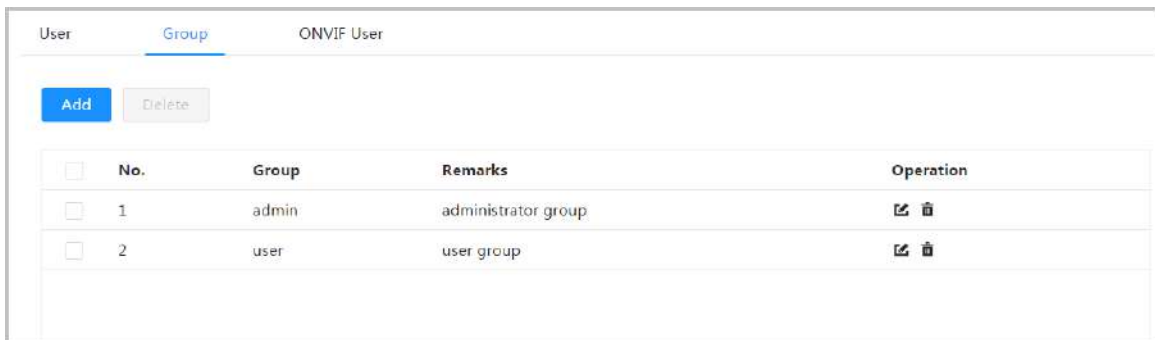 User Group ONVIF User
Add Delete
No. Group Remarks Operation
1 admin administrator group
2 user user group